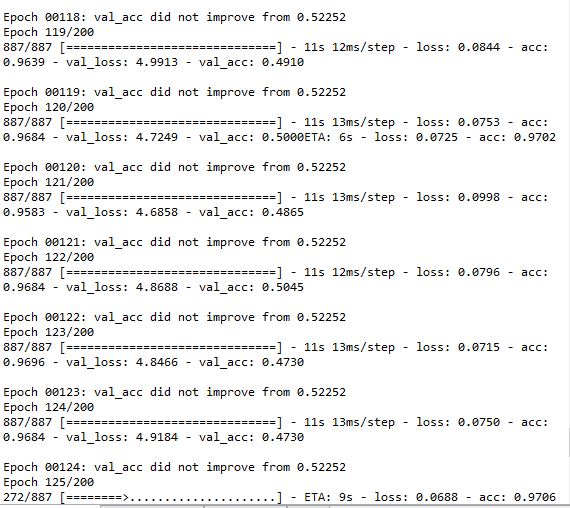 Epoch 00118: val_acc did not improve from 0.52252
Epoch 119/200
887/887 [==============================] - 11s 12ms/step - loss: 0.0844 - acc:
0.9639 - val_loss: 4.9913 - val_acc: 0.4910
Epoch 00119: val_acc did not improve from 0.52252
Epoch 120/200
887/887 [==============================] - 11s 13ms/step - loss: 0.0753 - acc:
0.9684 - val_loss: 4.7249 - val_acc: 0.5000ETA: 6s - loss: 0.0725 - acc: 0.9702
Epoch 00120: val_acc did not improve from 0.52252
Epoch 121/200
887/887 [==============================] - 11s 13ms/step - loss: 0.0998 - acc:
0.9583 - val_loss: 4.6858 - val_acc: 0.4865
Epoch 00121: val_acc did not improve from 0.52252
Epoch 122/200
887/887 [==============================] - 11s 12ms/step - loss: 0.0796 - acc:
0.9684 - val_loss: 4.8688 - val_acc: 0.5045
Epoch 00122: val_acc did not improve from 0.52252
Epoch 123/200
887/887 [==============================] - 11s 13ms/step - loss: 0.0715 - acc:
0.9696 - val_loss: 4.8466 - val_acc: 0.4730
Epoch 00123: val_acc did not improve from 0.52252
Epoch 124/200
887/887 [==============================] - 11s 13ms/step - loss: 0.0750 - acc:
0.9684 - val_loss: 4.9184 - val_acc: 0.4730
Epoch 00124: val_acc did not improve from 0.52252
Epoch 125/200
272/887 [========>.....................] - ETA: 9s - loss: 0.0688 - acc: 0.9706